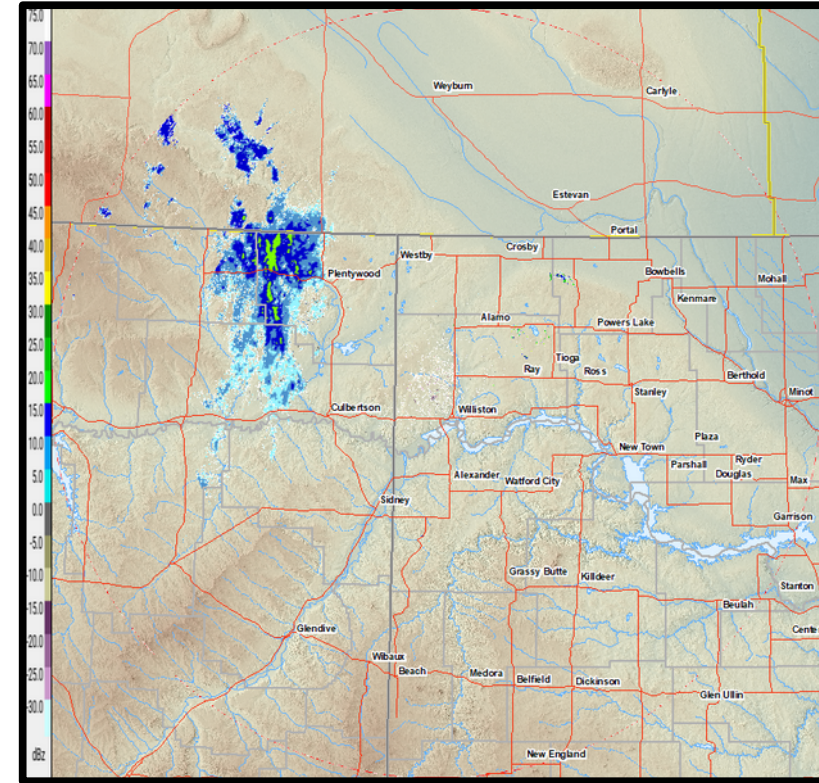 75.0
70.0
65.0
60.0
55.0
50.0
45.0
40.0
35.0
30.0
25.0
20.0
15.0
10.0
5.0
0.0
-5.0
-10.0
-15.0
-20.0
-25.0
-30.0
dBz
Weyburn
Carlyle
Estevan
Portal
Crosby
Westby
Plentywood
Bowbells
Mohall
Kenmare
Alamo
Powers Lake
Tioga
Ray
Ross
Berthold
Stanley
Minot
Culbertson
Williston
Plaza
New Town
Ryder
Parshall
Douglas
Alexander
Watford City
Max
Sidney
Garrison
Grassy Butte
Killdeer
Stanton
Beulah
Glendive
Cente
Wibaux
Beach
Medora
Belfield
Dickinson
Glen Ullin
New England